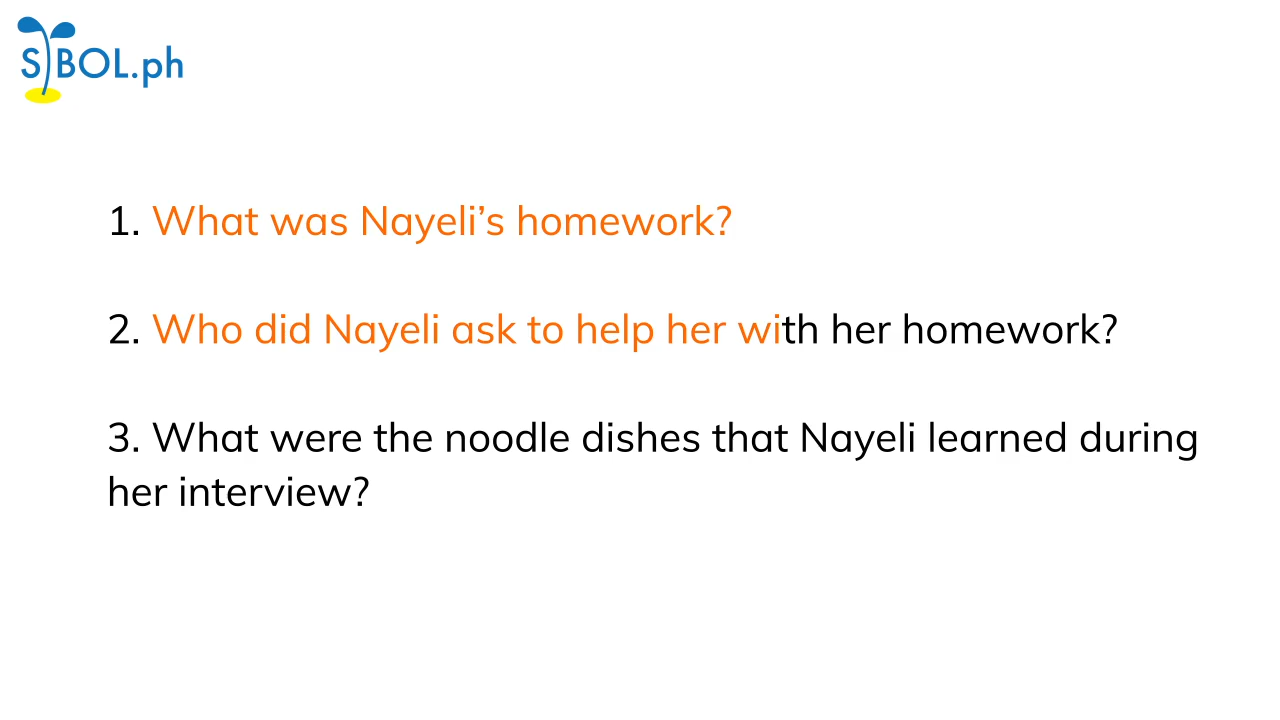 SIBOL.ph
1. What was Nayeli’s homework?
2. Who did Nayeli ask to help her with her homework?
3. What were the noodle dishes that Nayeli learned during
her interview?